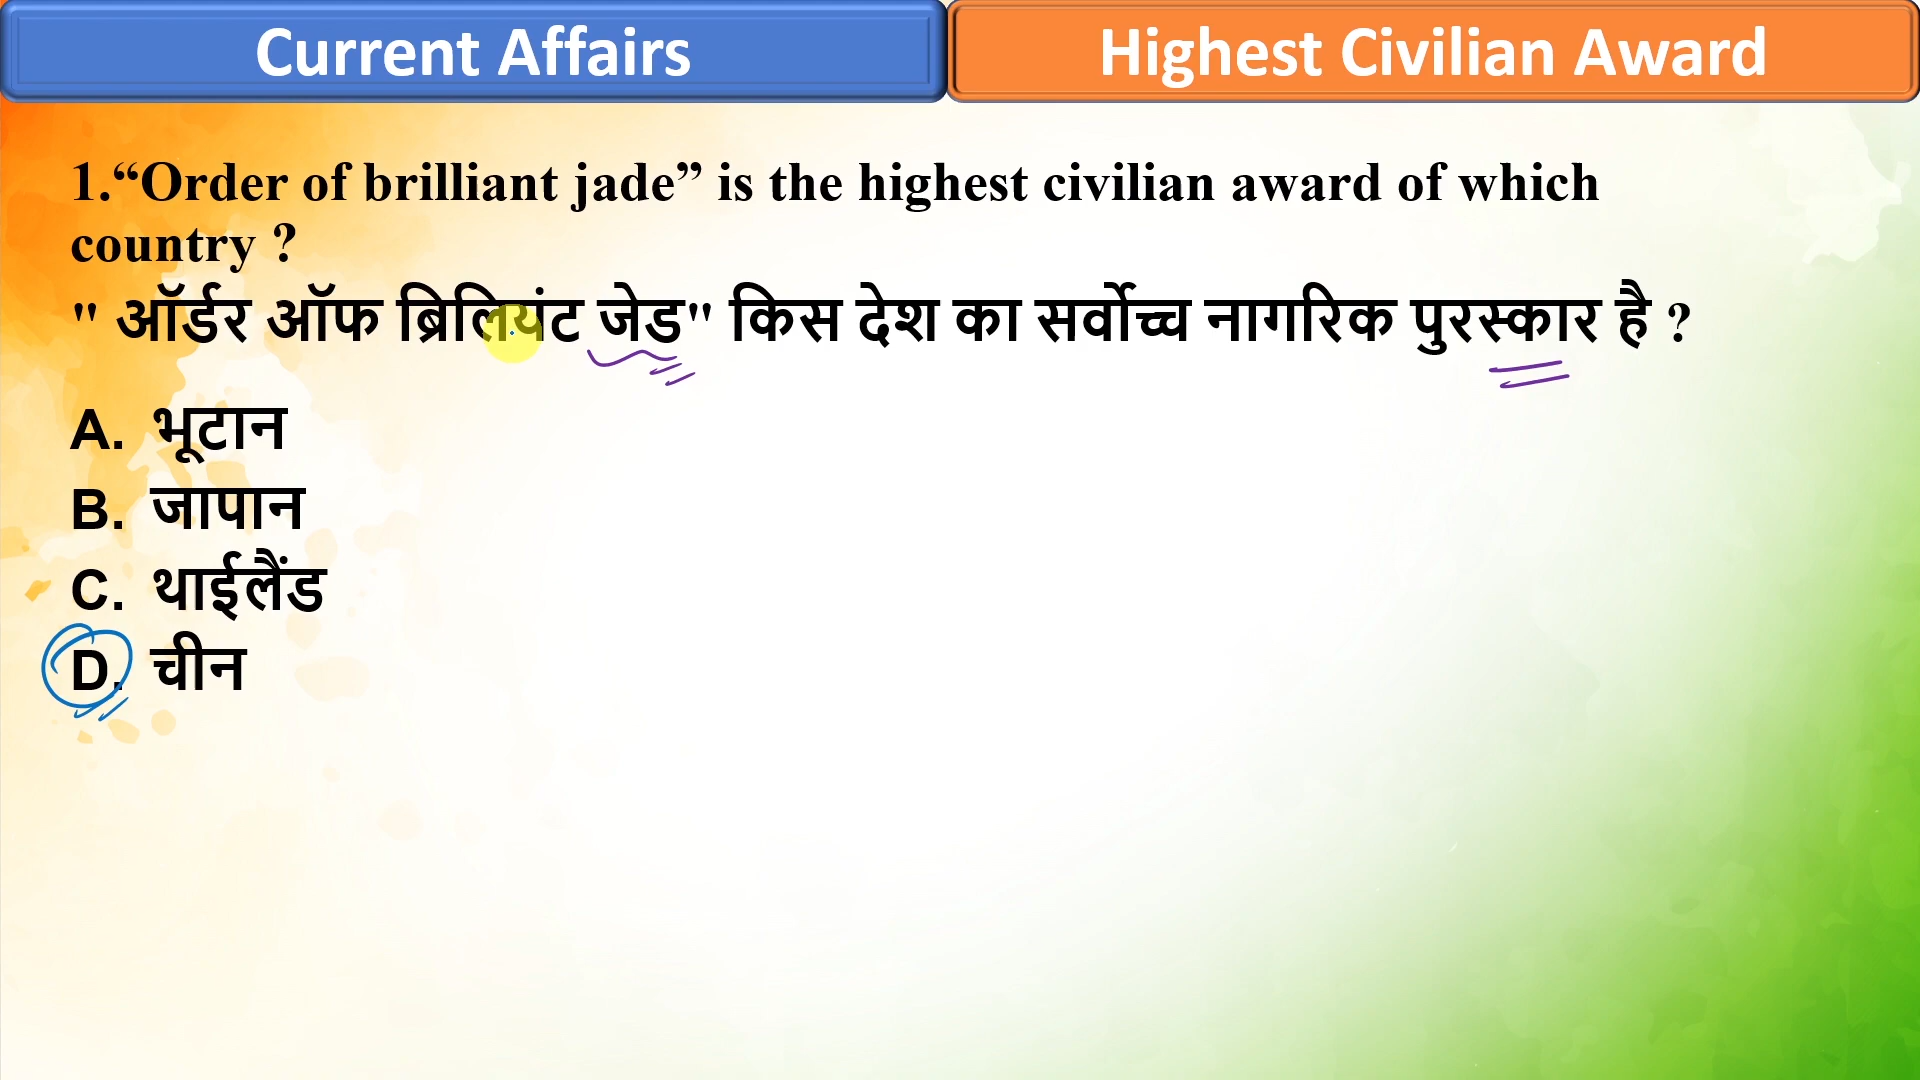 Current Affairs
Highest Civilian Award
1.“Order of brilliant jade” is the highest civilian award of which
country ?
" ऑर्डर ऑफ ब्रिलियंट जेड" किस देश का सर्वोच्च नागरिक पुरस्कार है ?
A. भूटान
B. जापान
C. थाईलैंड
D. चीन